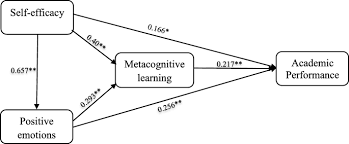 Self-efficacy
0.166*
0.40**
0.657**
Metacognitive
learning
0.217**
Academic
Performance
0.293**
0.256**
Positive
emotions